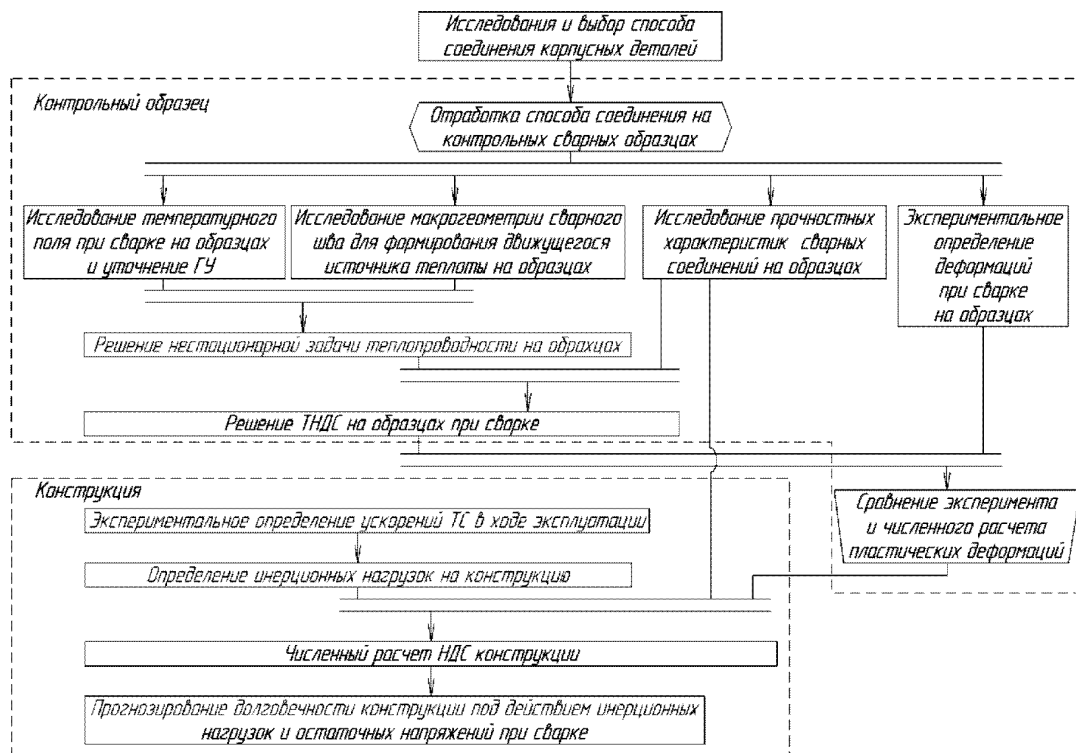 Исследования и выбор способа
соединения корпусных деталей
Контрольный образец
Отработка способа соединения на
контрольных сварных образцах
Исследование температурного
поля при сварке на образцах
и уточнение ГУ
Исследование макрогеометрии сварного
шва для формирования движущегося
источника теплоты на образцах
Исследование прочностных
характеристик сварных
соединений на образцах
Экспериментальное
определение
деформаций
при сварке
на образцах
Решение нестационарной задачи теплопроводности на обрахцах
Решение ТНДС на образцах при сварке
Конструкция
Экспериментальное определение ускорений ТС в ходе эксплуатации
Сравнение эксперимента
и численного расчета
пластических деформаций
Определение инерционных нагрузок на конструкцию
Численный расчет НДС конструкции
Прогнозирование долговечности конструкции под действием инерционных
нагрузок и остаточных напряжений при сварке